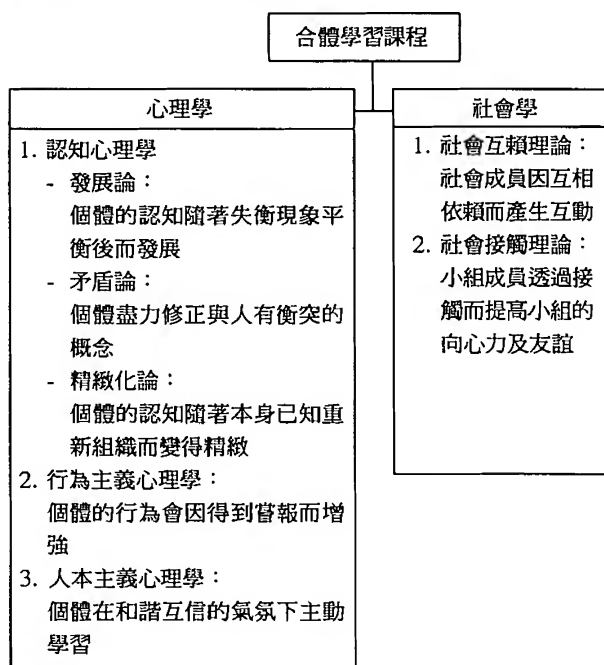 合體學習課程
心理學
1. 認知心理學
- 發展論：
個體的認知隨著失衡現象平
衡後而發展
- 矛盾論：
個體盡力修正與人有衡突的
概念
- 精緻化論：
個體的認知隨著本身已知重
新組織而變得精緻
2. 行為主義心理學：
個體的行為會因得到嘗報而增
強
3. 人本主義心理學：
個體在和諧互信的氣氛下主動
學習
社會學
1. 社會互賴理論：
社會成員因互相
依賴而產生互動
2. 社會接觸理論：
小組成員透過接
觸而提高小組的
向心力及友誼